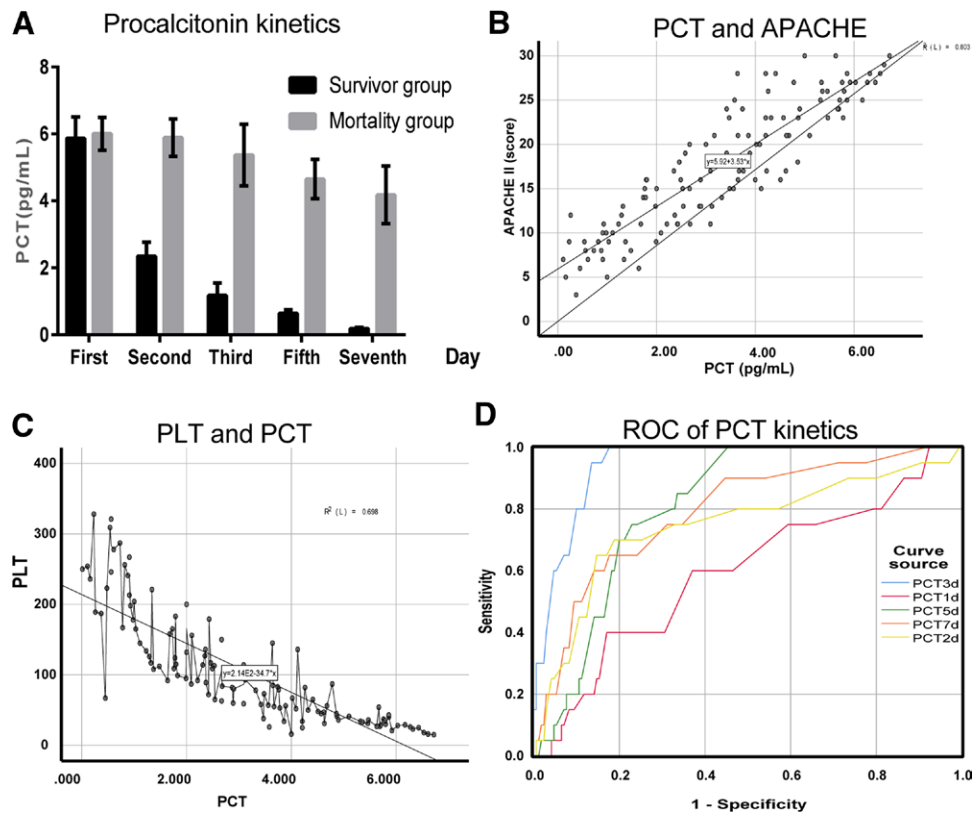 A
Procalcitonin kinetics
PCT(pg/mL)
8
6
4
2
0
Survivor group
Mortality group
First Second Third Fifth Seventh Day
B
PCT and APACHE
APACHE II (score)
30
25
20
15
10
5
0
R (L) = 0.803
y=5.92+3.53*x
.00 2.00 4.00 6.00
PCT (pg/mL)
C
PLT and PCT
PLT
400
300
200
100
0
R² (L) = 0.698
y=2.14E2-34.7*x
.000 2.000 4.000 6.000
PCT
D
ROC of PCT kinetics
Sensitivity
1.0
0.8
0.6
0.4
0.2
0.0
Curve
source
PCT3d
PCT1d
PCT5d
PCT7d
PCT2d
0.0 0.2 0.4 0.6 0.8 1.0
1 - Specificity